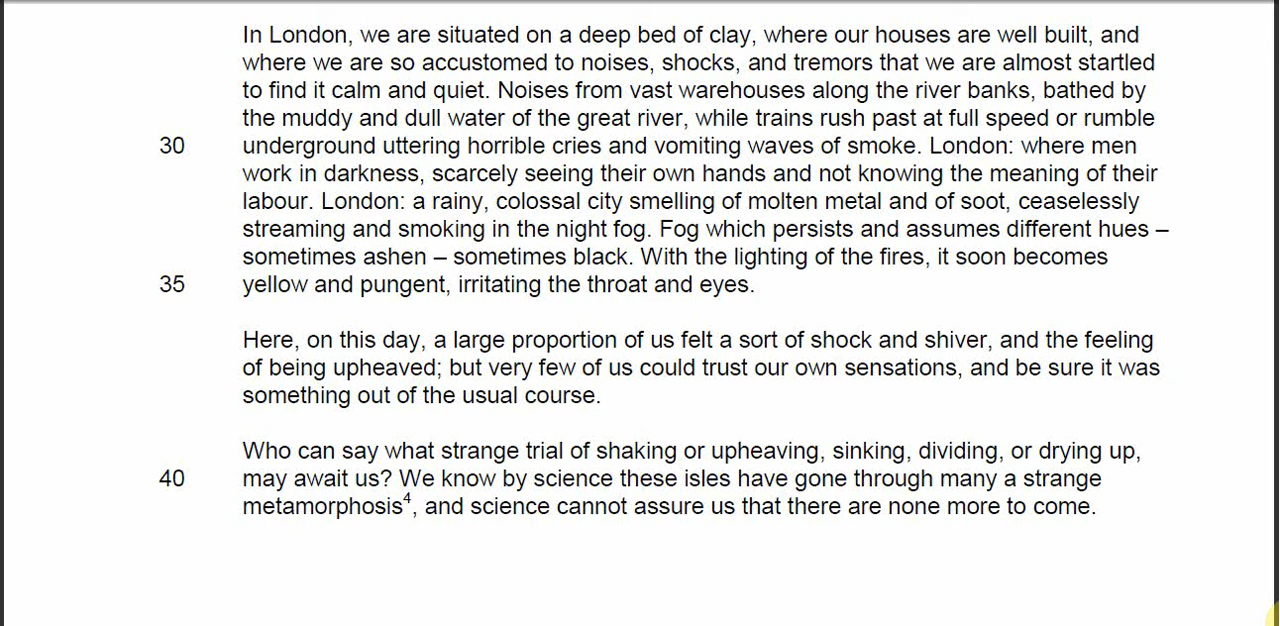 In London, we are situated on a deep bed of clay, where our houses are well built, and
where we are so accustomed to noises, shocks, and tremors that we are almost startled
to find it calm and quiet. Noises from vast warehouses along the river banks, bathed by
the muddy and dull water of the great river, while trains rush past at full speed or rumble
30 underground uttering horrible cries and vomiting waves of smoke. London: where men
work in darkness, scarcely seeing their own hands and not knowing the meaning of their
labour. London: a rainy, colossal city smelling of molten metal and of soot, ceaselessly
streaming and smoking in the night fog. Fog which persists and assumes different hues –
sometimes ashen – sometimes black. With the lighting of the fires, it soon becomes
35 yellow and pungent, irritating the throat and eyes.
Here, on this day, a large proportion of us felt a sort of shock and shiver, and the feeling
of being upheaved; but very few of us could trust our own sensations, and be sure it was
something out of the usual course.
Who can say what strange trial of shaking or upheaving, sinking, dividing, or drying up,
40 may await us? We know by science these isles have gone through many a strange
metamorphosis⁴, and science cannot assure us that there are none more to come.